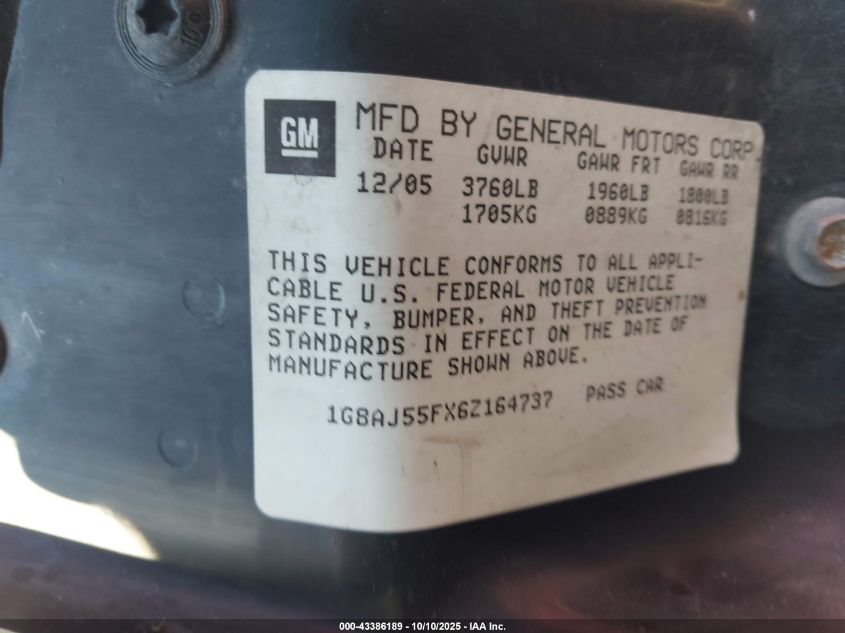 100
GM
MFD BY GENERAL MOTORS CORP
DATE GVWR GAWR FRT GAWR RR
12/05 3760LB 1960LB 1800LB
1705KG 0889KG 0816KG
THIS VEHICLE CONFORMS TO ALL APPLI-
CABLE U.S. FEDERAL MOTOR VEHICLE
SAFETY, BUMPER, AND THEFT PREVENTION
STANDARDS IN EFFECT ON THE DATE OF
MANUFACTURE SHOWN ABOVE.
1G8AJ55FX6Z164737 PASS CAR
000-43386189 - 10/10/2025 - IAA Inc.